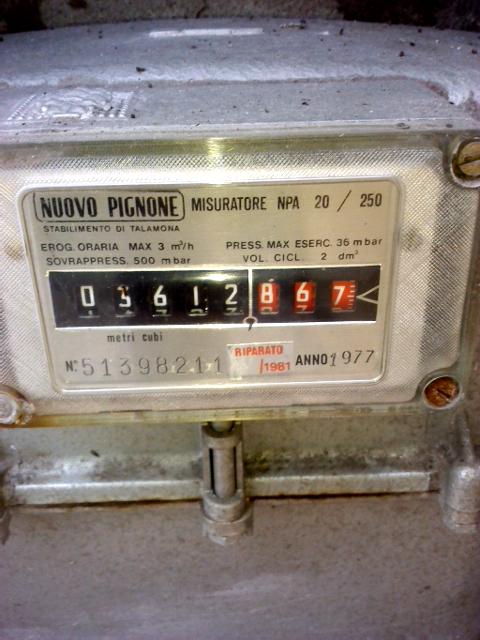 NUOVO PIGNONE MISURATORE NPA 20 / 250
STABILIMENTO DI TALAMONA
EROG. ORARIA MAX 3 m³/h PRESS. MAX ESERC. 36 mbar
SOVRAPPRESS. 500 mbar VOL. CICL. 2 dm³
0 3 6 1 2 , 8 6 7
metri cubi
N° 51398211 RIPARATO /1981 ANNO 1977